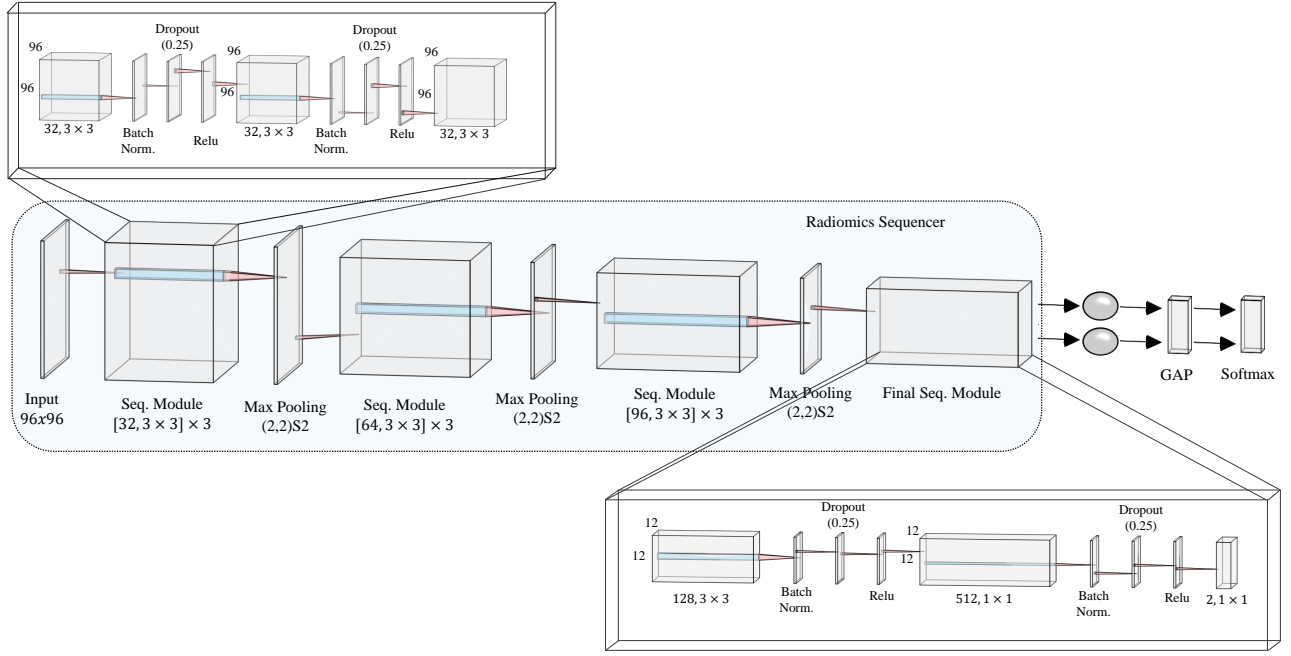 Dropout
(0.25)
Dropout
(0.25)
96
96
96
96
96
96
32, 3 × 3
Batch
Norm.
Relu
32, 3 × 3
Batch
Norm.
Relu
32, 3 × 3
Radiomics Sequencer
Input
96x96
Seq. Module
[32, 3 × 3] × 3
Max Pooling
(2,2)S2
Seq. Module
[64, 3 × 3] × 3
Max Pooling
(2,2)S2
Seq. Module
[96, 3 × 3] × 3
Max Pooling
(2,2)S2
Final Seq. Module
GAP
Softmax
Dropout
(0.25)
Dropout
(0.25)
12
12
12
12
128, 3 × 3
Batch
Norm.
Relu
512, 1 × 1
Batch
Norm.
Relu
2, 1 × 1